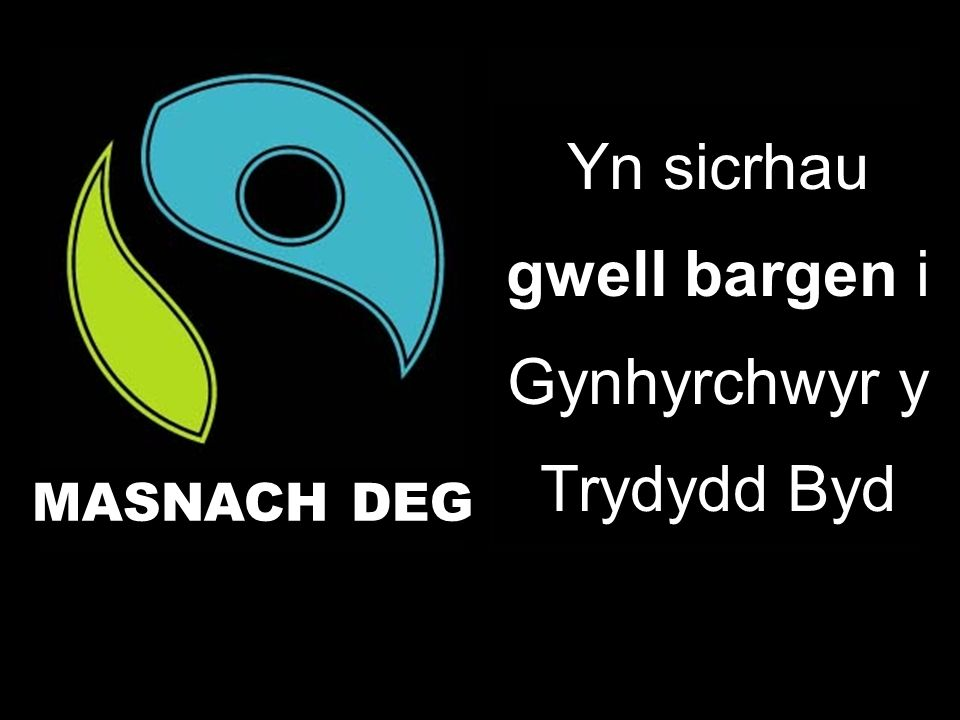 MASNACH DEG
Yn sicrhau
gwell bargen i
Gynhyrchwyr y
Trydydd Byd